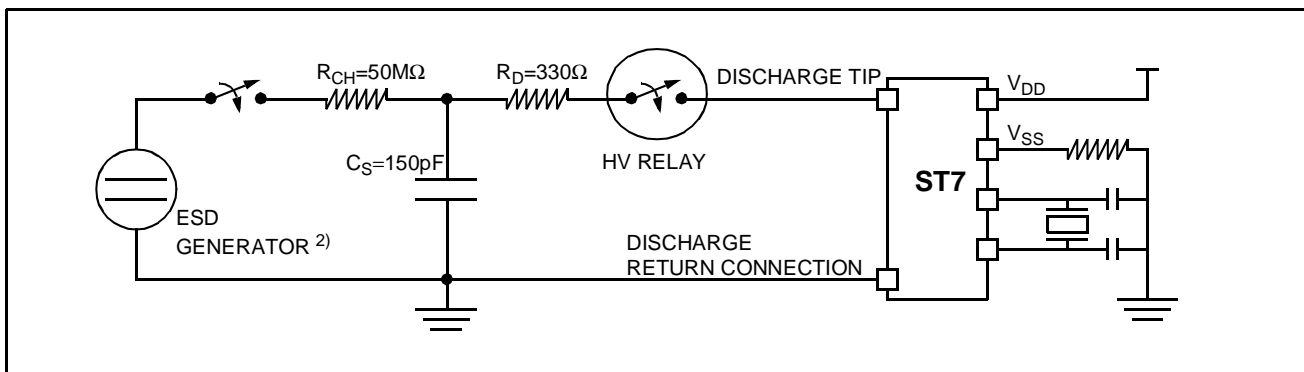 R_CH=50MΩ
R_D=330Ω
DISCHARGE TIP
V_DD
V_SS
HV RELAY
C_S=150pF
ST7
ESD
GENERATOR 2)
DISCHARGE
RETURN CONNECTION